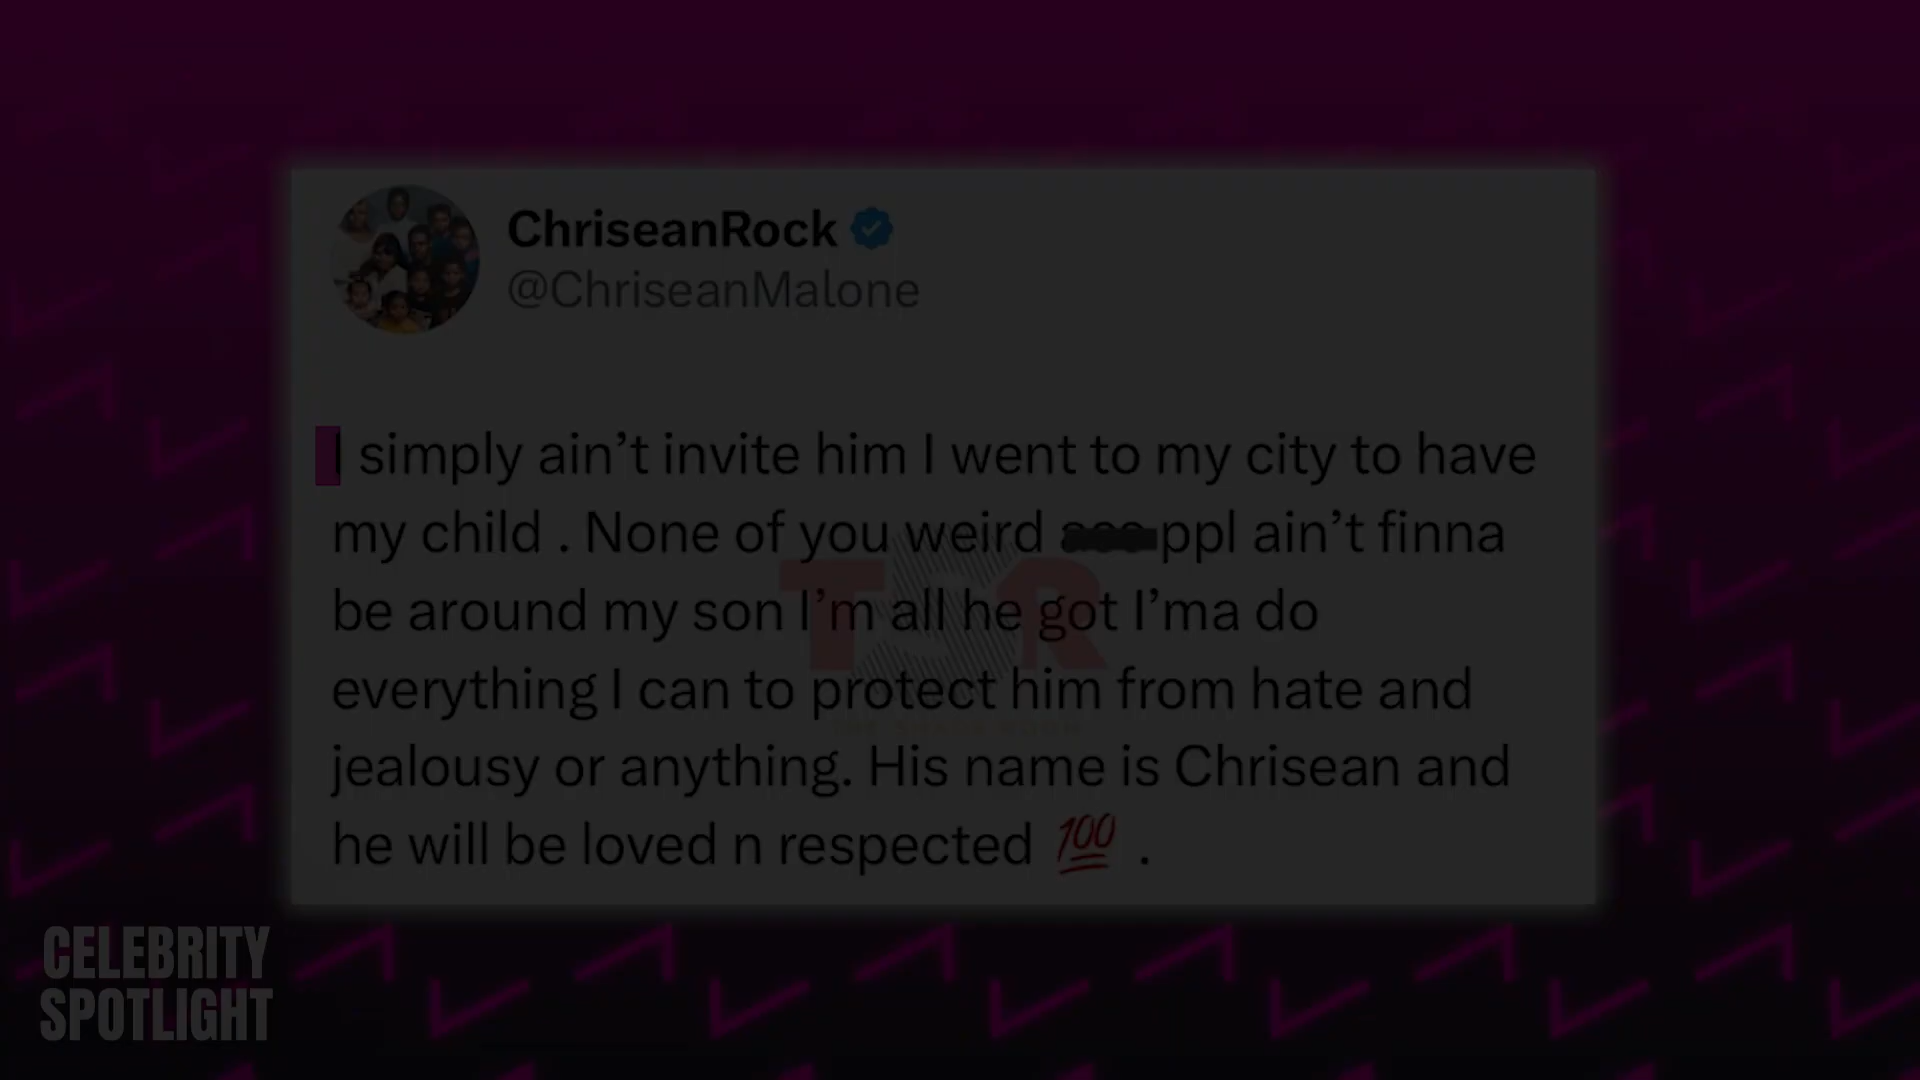 ChriseanRock
@ChriseanMalone
I simply ain’t invite him I went to my city to have
my child . None of you weird ppl ain’t finna
be around my son I’m all he got I’ma do
everything I can to protect him from hate and
jealousy or anything. His name is Chrisean and
he will be loved n respected 💯 .
TSR
CELEBRITY
SPOTLIGHT